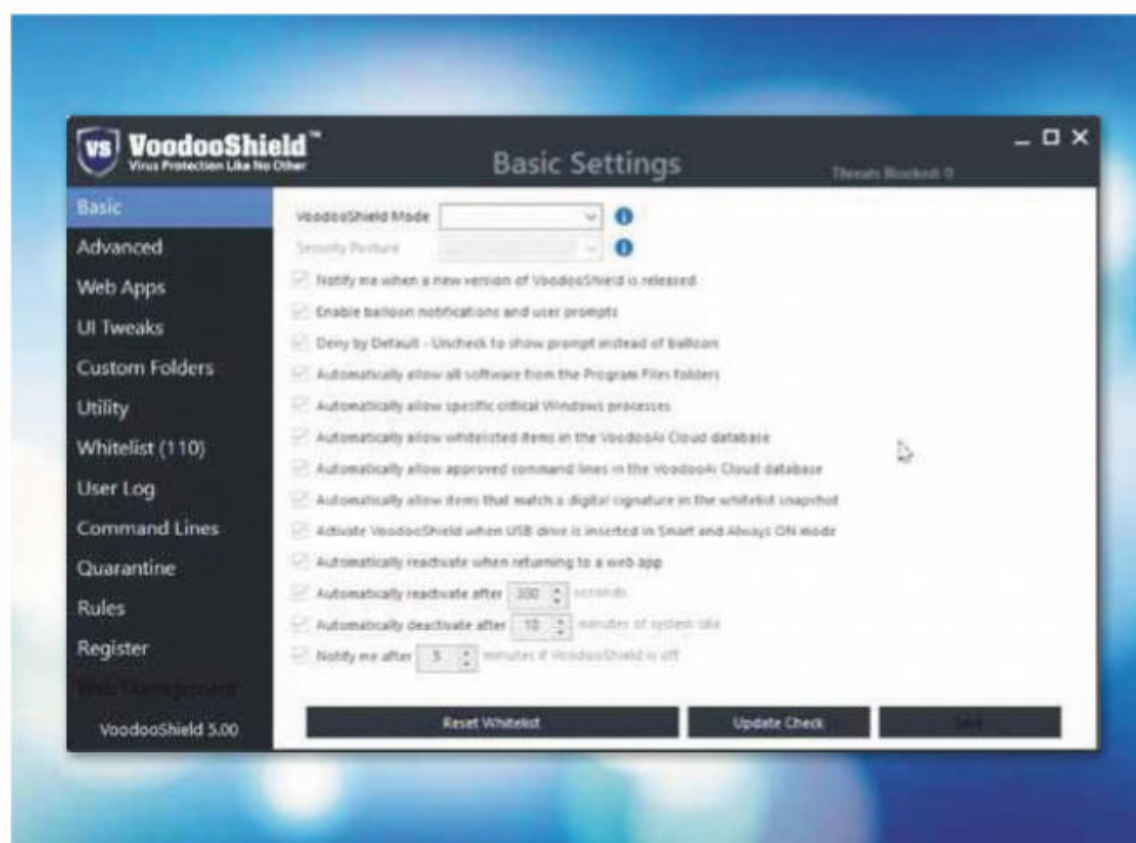 VS VoodooShield™
Virus Protection Like No Other
Basic Settings
Threats Blocked: 0
Basic
Advanced
Web Apps
UI Tweaks
Custom Folders
Utility
Whitelist (110)
User Log
Command Lines
Quarantine
Rules
Register
Web Management
VoodooShield 5.00
VoodooShield Mode
Security Posture
Notify me when a new version of VoodooShield is released
Enable balloon notifications and user prompts
Deny by Default - Uncheck to show prompt instead of balloon
Automatically allow all software from the Program Files folders
Automatically allow specific critical Windows processes
Automatically allow whitelisted items in the VoodooAi Cloud database
Automatically allow approved command lines in the VoodooAi Cloud database
Automatically allow items that match a digital signature in the whitelist snapshot
Activate VoodooShield when USB drive is inserted in Smart and Always ON mode
Automatically reactivate when returning to a web app
Automatically reactivate after 300 seconds
Automatically deactivate after 10 minutes of system idle
Notify me after 5 minutes if VoodooShield is off
Reset Whitelist
Update Check
Save